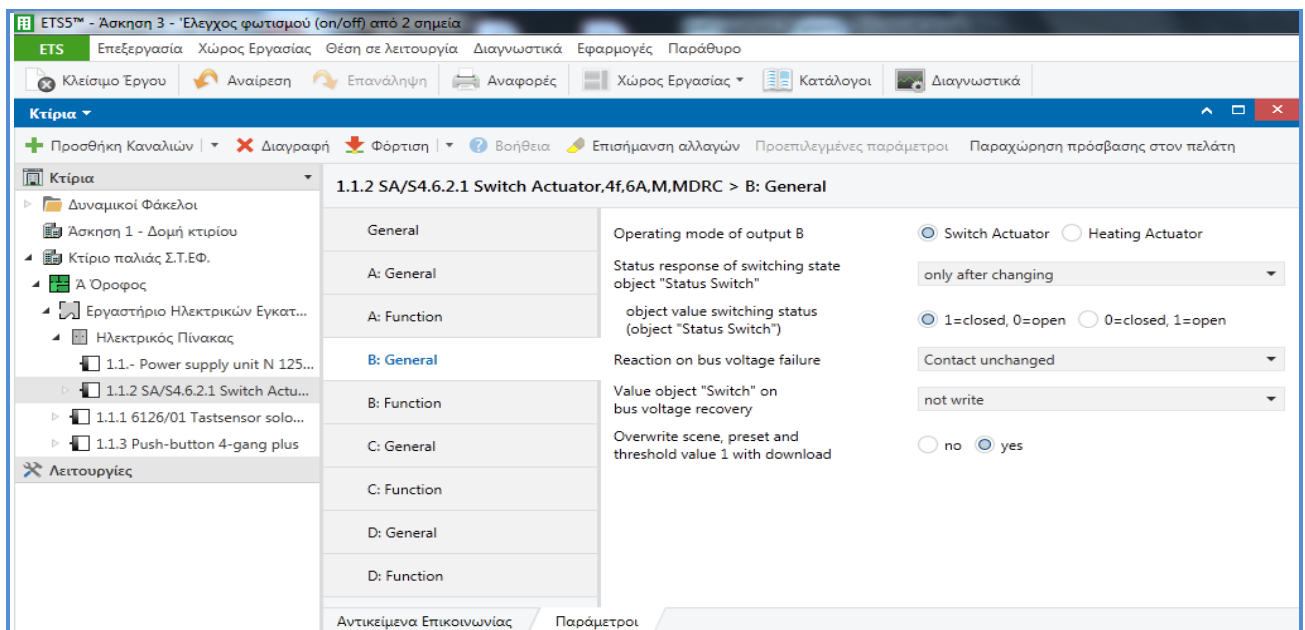 ETS5™ - Άσκηση 3 - 'Ελεγχος φωτισμού (on/off) από 2 σημεία
ETS Επεξεργασία Χώρος Εργασίας Θέση σε λειτουργία Διαγνωστικά Εφαρμογές Παράθυρο
Κλείσιμο Έργου Αναίρεση Επανάληψη Αναφορές Χώρος Εργασίας Κατάλογοι Διαγνωστικά
Κτίρια
Προσθήκη Καναλιών Διαγραφή Φόρτιση Βοήθεια Επισήμανση αλλαγών Προεπιλεγμένες παράμετροι Παραχώρηση πρόσβασης στον πελάτη
Κτίρια
Δυναμικοί Φάκελοι
Άσκηση 1 - Δομή κτιρίου
Κτίριο παλιάς Σ.Τ.ΕΦ.
Ά Όροφος
Εργαστήριο Ηλεκτρικών Εγκατ...
Ηλεκτρικός Πίνακας
1.1.- Power supply unit N 125...
1.1.2 SA/S4.6.2.1 Switch Actu...
1.1.1 6126/01 Tastsensor solo...
1.1.3 Push-button 4-gang plus
Λειτουργίες
1.1.2 SA/S4.6.2.1 Switch Actuator,4f,6A,M,MDRC > B: General
General
A: General
A: Function
B: General
B: Function
C: General
C: Function
D: General
D: Function
Operating mode of output B Switch Actuator Heating Actuator
Status response of switching state
object "Status Switch" only after changing
object value switching status
(object "Status Switch") 1=closed, 0=open 0=closed, 1=open
Reaction on bus voltage failure Contact unchanged
Value object "Switch" on
bus voltage recovery not write
Overwrite scene, preset and
threshold value 1 with download no yes
Αντικείμενα Επικοινωνίας Παράμετροι